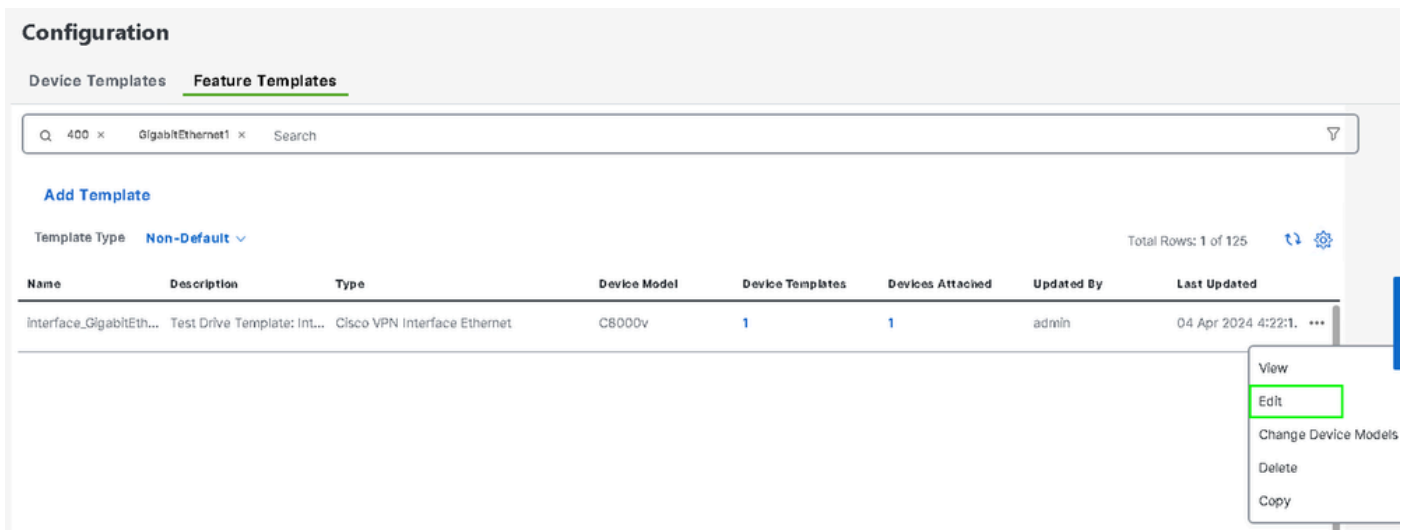 Configuration
Device Templates Feature Templates
400 × GigabitEthernet1 × Search
Add Template
Template Type Non-Default
Total Rows: 1 of 125
Name Description Type Device Model Device Templates Devices Attached Updated By Last Updated
interface_GigabitEth... Test Drive Template: Int... Cisco VPN Interface Ethernet C8000v 1 1 admin 04 Apr 2024 4:22:1. •••
View
Edit
Change Device Models
Delete
Copy